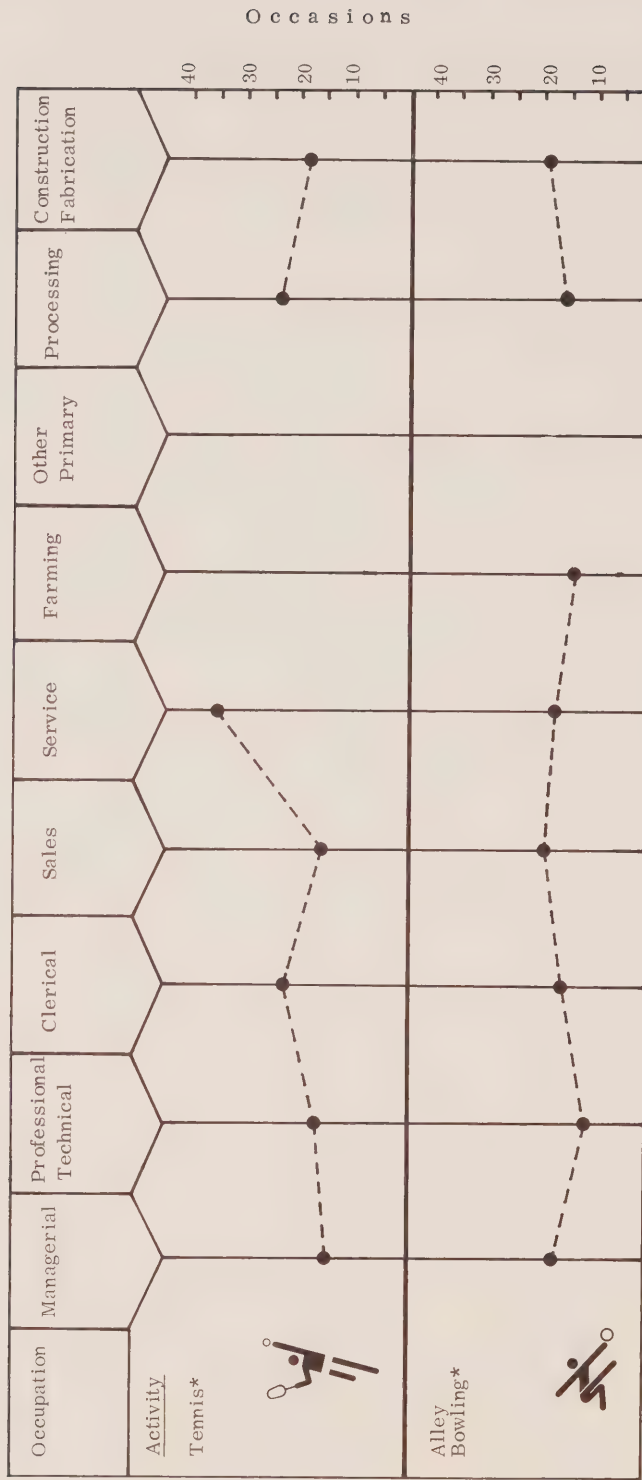 Occasions
Occupation
Managerial
Professional
Technical
Clerical
Sales
Service
Farming
Other
Primary
Processing
Construction
Fabrication
Activity
Tennis*
40
30
20
10
Alley
Bowling*
40
30
20
10